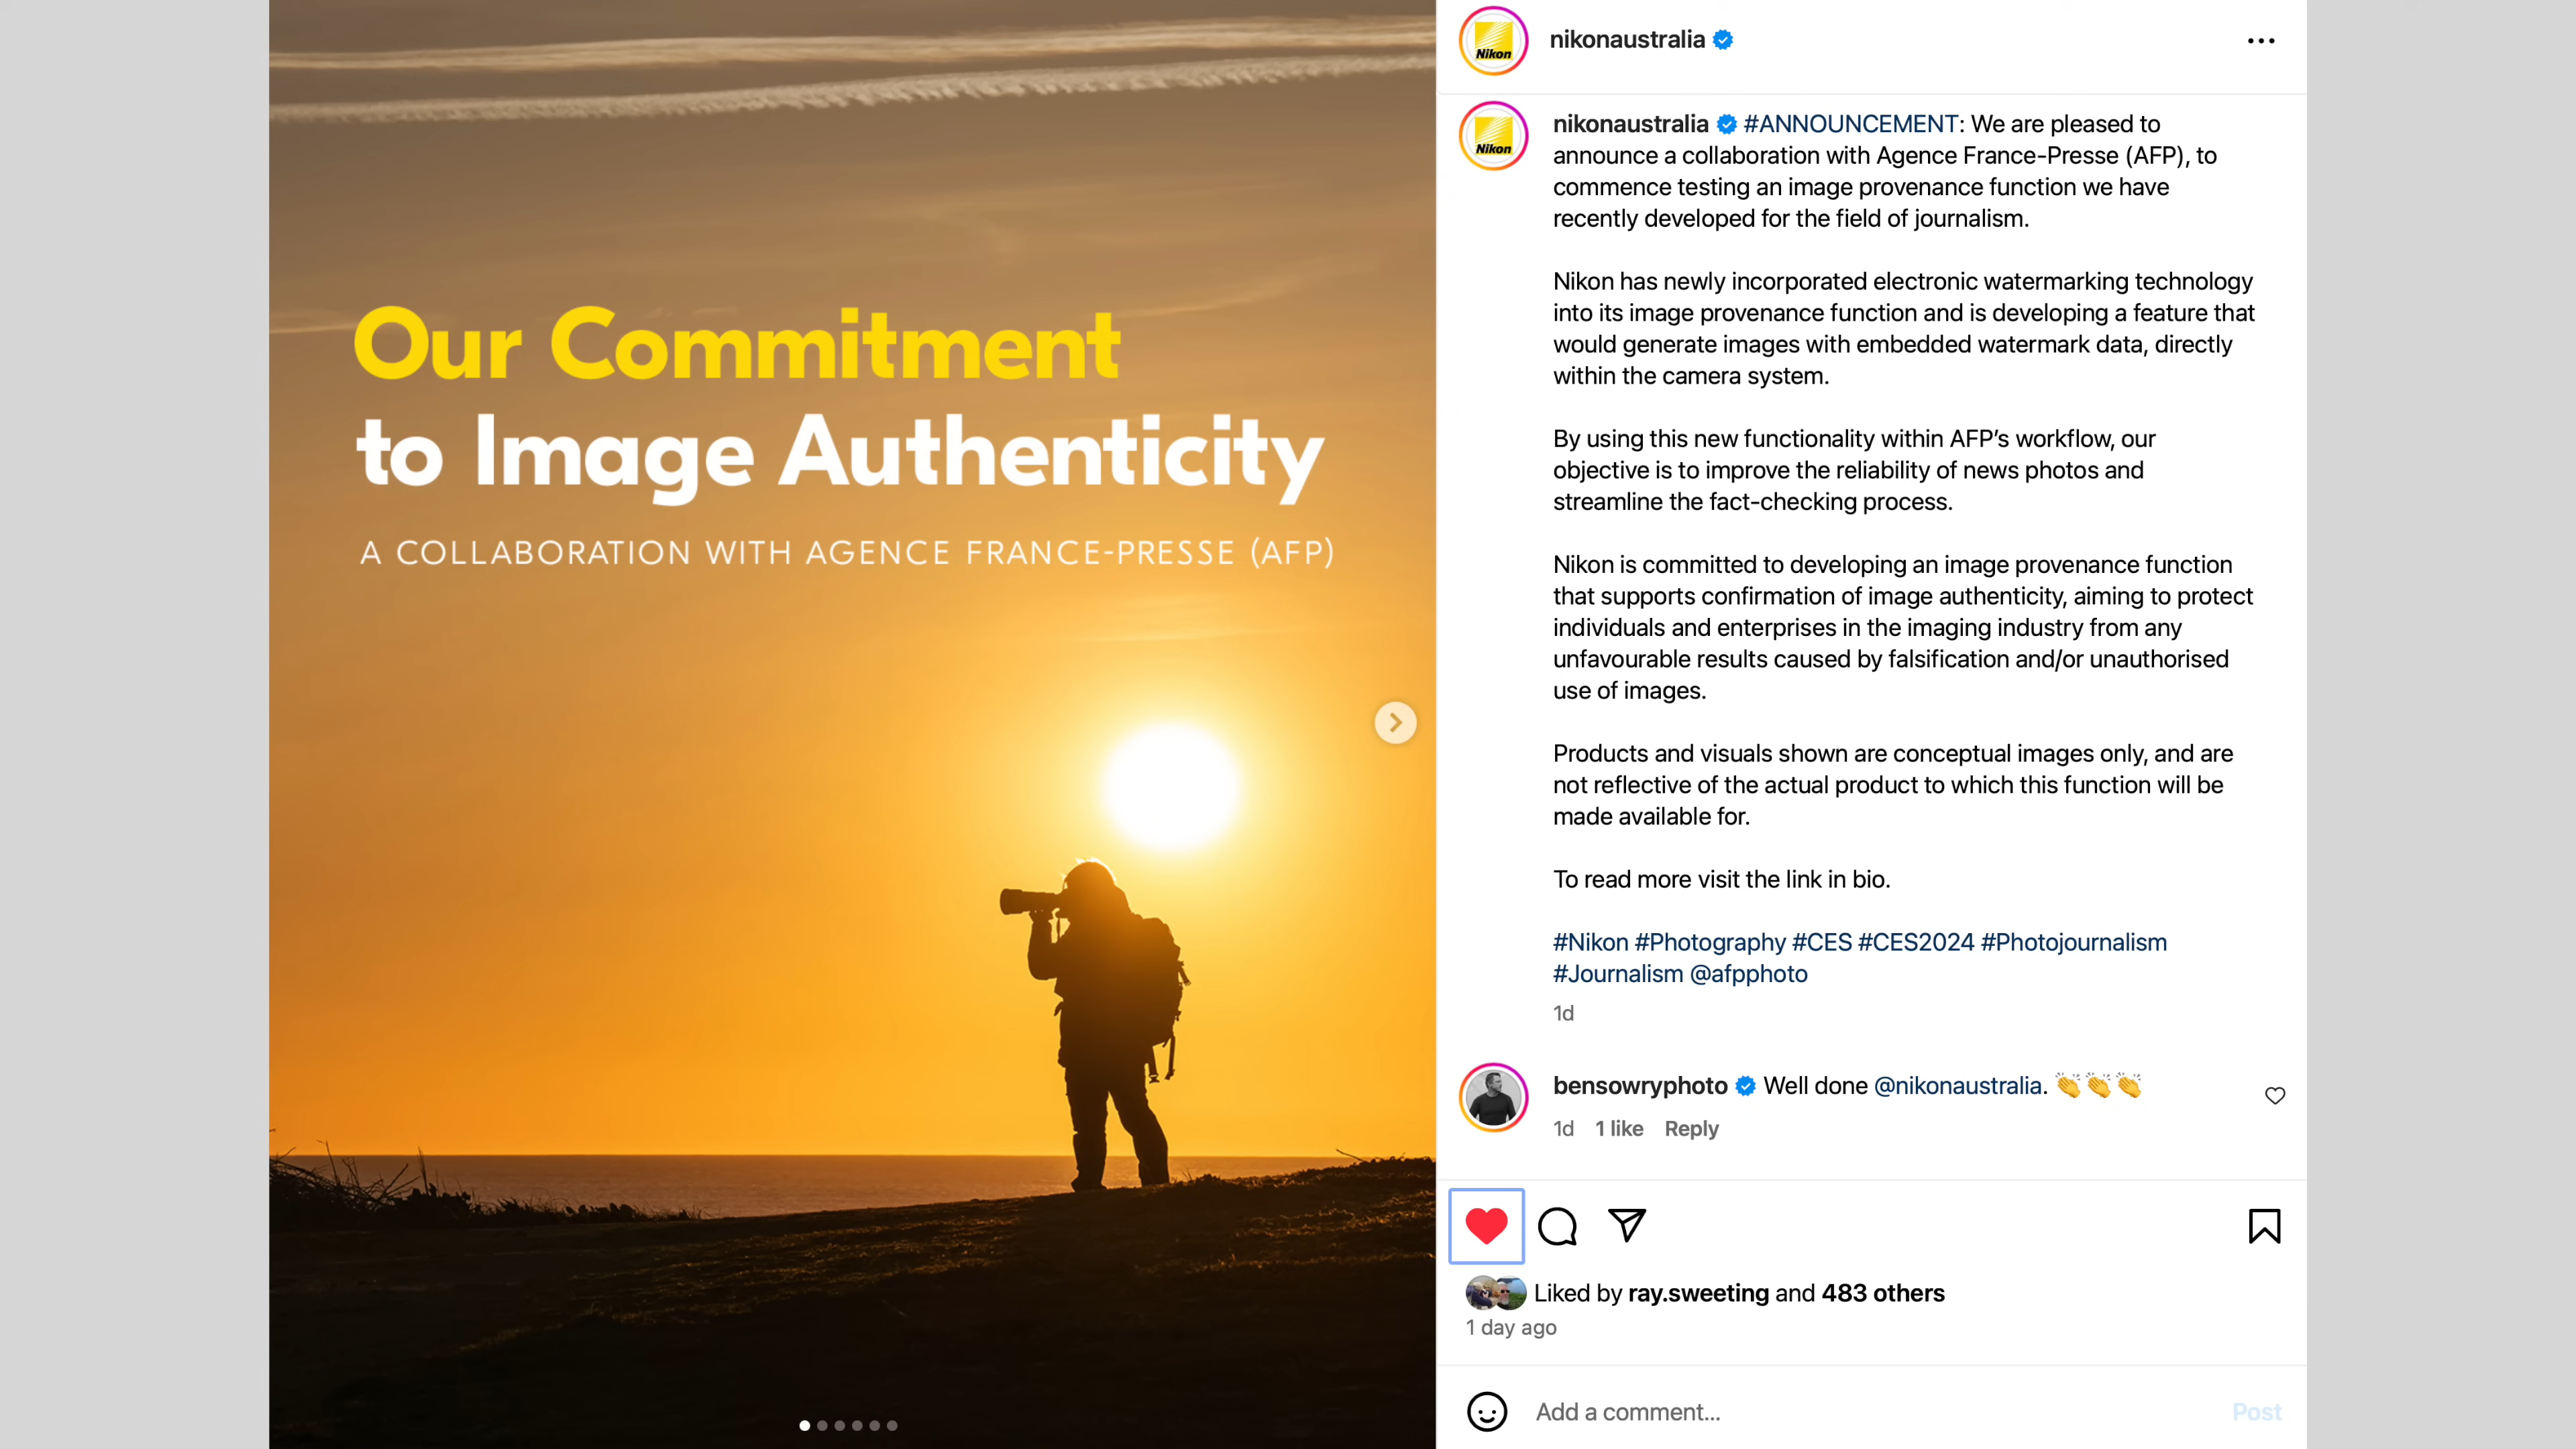 Our Commitment
to Image Authenticity
A COLLABORATION WITH AGENCE FRANCE-PRESSE (AFP)
Nikon
nikonaustralia
Nikon
nikonaustralia #ANNOUNCEMENT: We are pleased to
announce a collaboration with Agence France-Presse (AFP), to
commence testing an image provenance function we have
recently developed for the field of journalism.
Nikon has newly incorporated electronic watermarking technology
into its image provenance function and is developing a feature that
would generate images with embedded watermark data, directly
within the camera system.
By using this new functionality within AFP’s workflow, our
objective is to improve the reliability of news photos and
streamline the fact-checking process.
Nikon is committed to developing an image provenance function
that supports confirmation of image authenticity, aiming to protect
individuals and enterprises in the imaging industry from any
unfavourable results caused by falsification and/or unauthorised
use of images.
Products and visuals shown are conceptual images only, and are
not reflective of the actual product to which this function will be
made available for.
To read more visit the link in bio.
#Nikon #Photography #CES #CES2024 #Photojournalism
#Journalism @afpphoto
1d
bensowryphoto Well done @nikonaustralia. 👏👏👏
1d 1 like Reply
Liked by ray.sweeting and 483 others
1 day ago
Add a comment...
Post